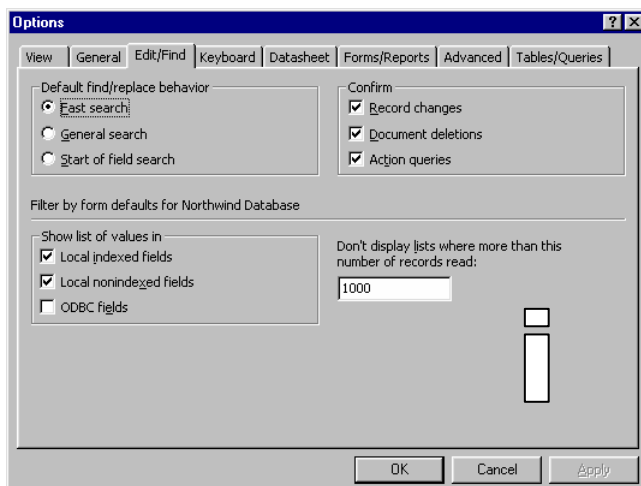 Options
View General Edit/Find Keyboard Datasheet Forms/Reports Advanced Tables/Queries
Default find/replace behavior
Fast search
General search
Start of field search
Confirm
Record changes
Document deletions
Action queries
Filter by form defaults for Northwind Database
Show list of values in
Local indexed fields
Local nonindexed fields
ODBC fields
Don't display lists where more than this
number of records read:
1000
OK Cancel Apply